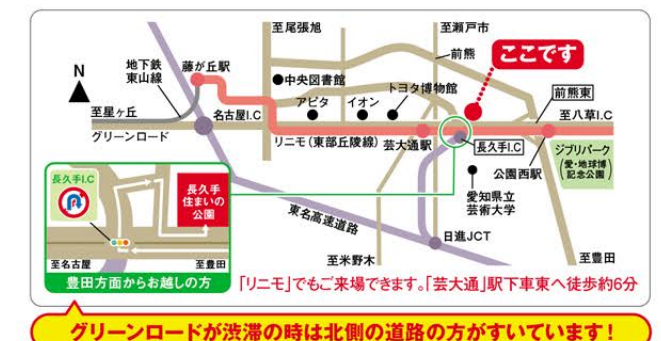 至尾張旭
至瀬戸市
前熊
ここです
N
地下鉄
東山線
藤が丘駅
中央図書館
トヨタ博物館
アピタ
イオン
前熊東
至星ヶ丘
名古屋I.C
至八草I.C
グリーンロード
リニモ(東部丘陵線)
芸大通駅
長久手I.C
公園西駅
ジブリパーク
(愛・地球博
記念公園)
愛知県立
芸術大学
東名高速道路
日進JCT
至米野木
至豊田
長久手I.C
長久手
住まいの
公園
至名古屋
至豊田
豊田方面からお越しの方
「リニモ」でもご来場できます。「芸大通」駅下車東へ徒歩約6分
グリーンロードが渋滞の時は北側の道路の方がすいています!